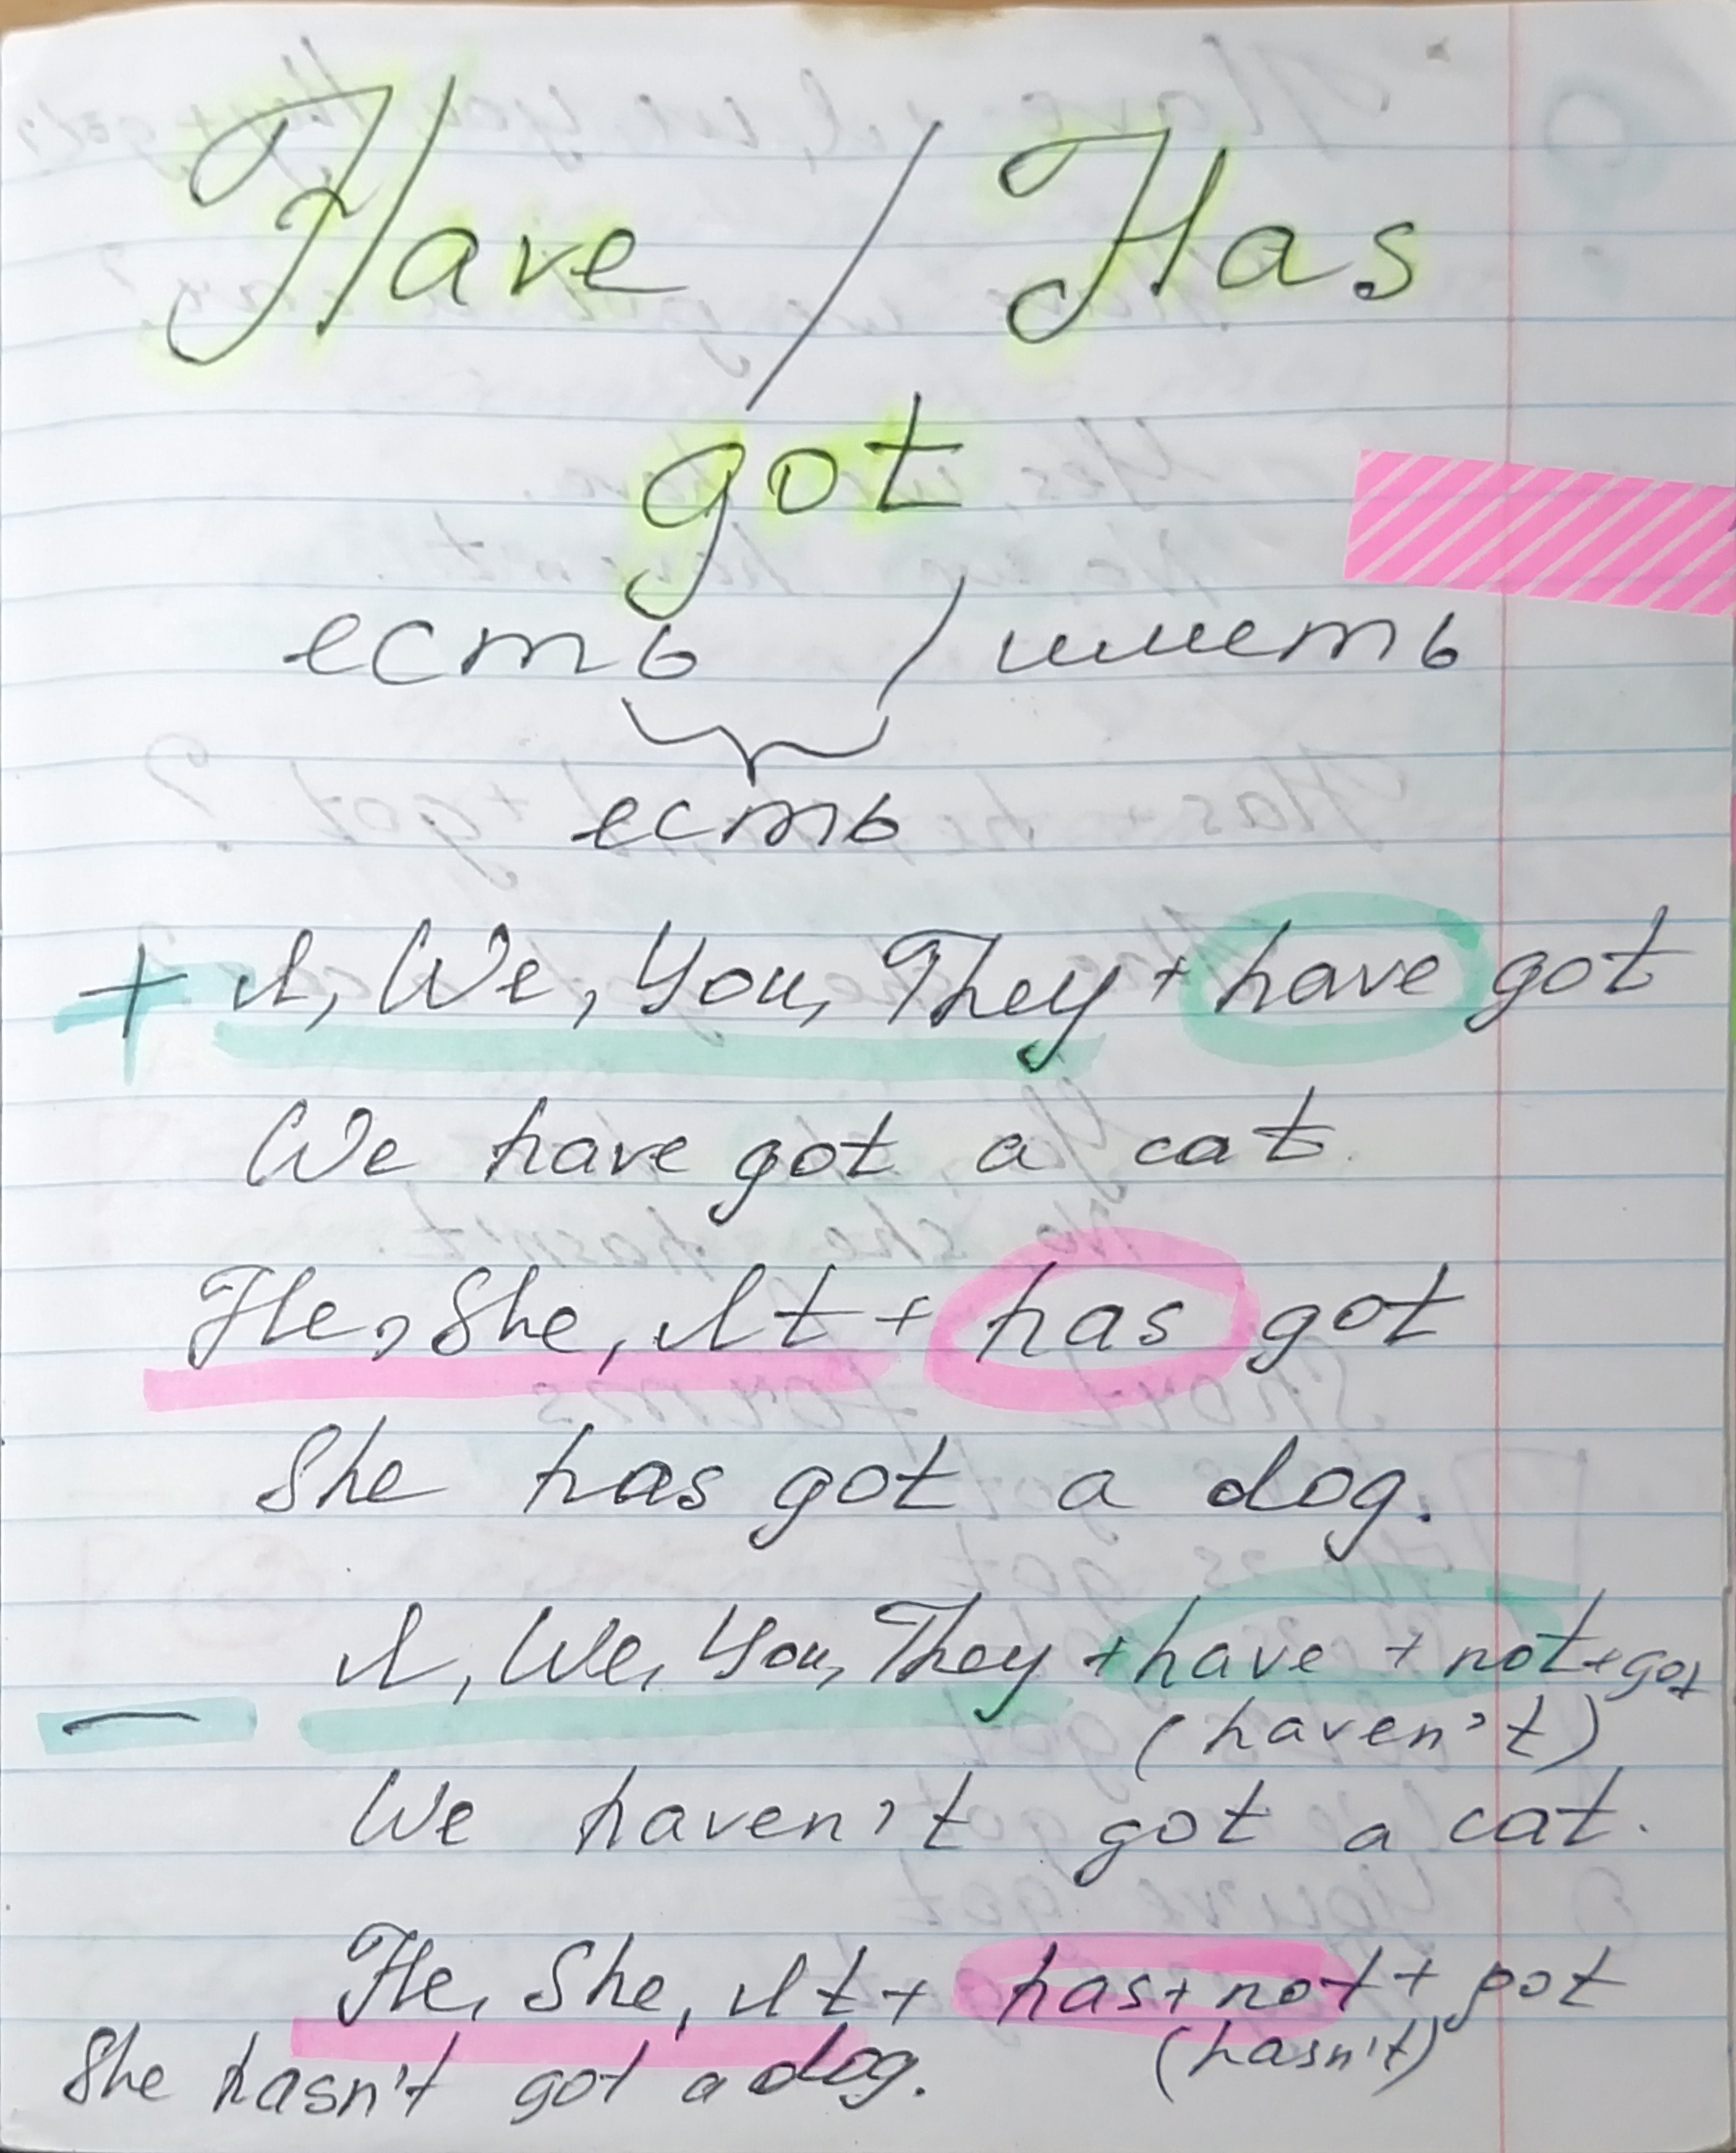 Have / Has
got
есть / иметь
есть
+ I, We, You, They + have got
We have got a cat.
He, She, It + has got
She has got a dog.
I, We, You, They + have + not + got
— (haven't)
We haven't got a cat.
He, She, It + has + not + got
(hasn't)
She hasn't got a dog.